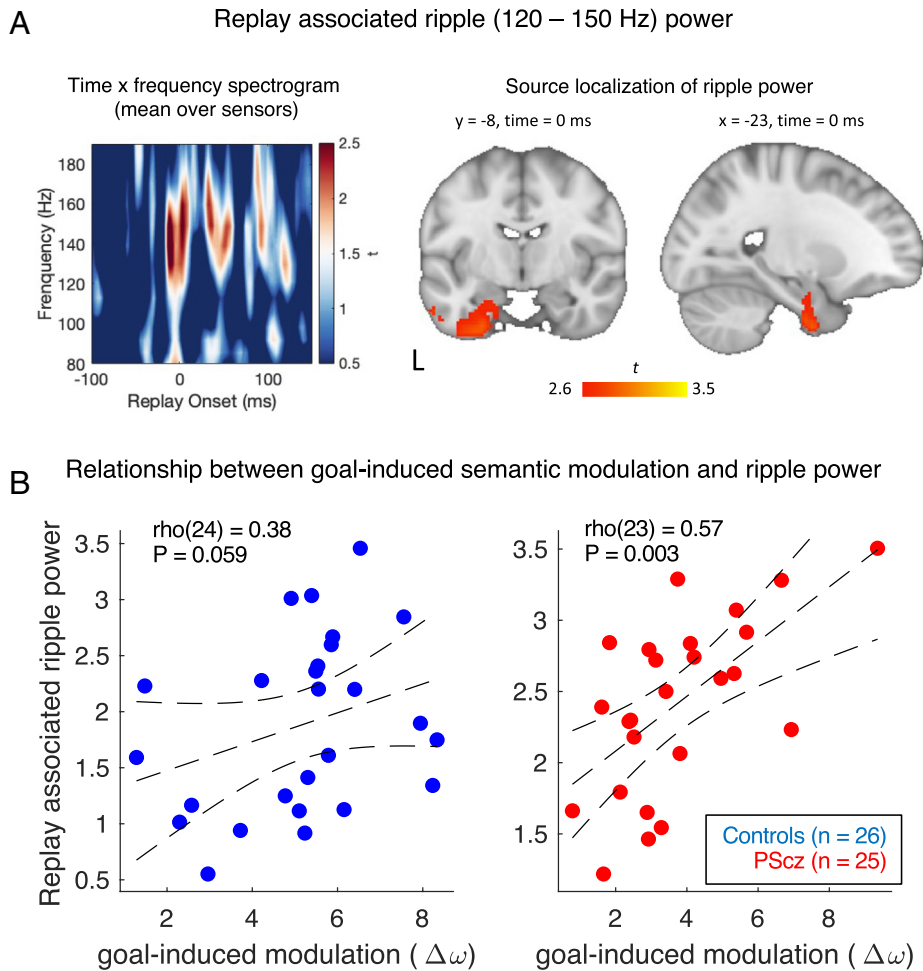 A
Replay associated ripple (120 – 150 Hz) power
Time x frequency spectrogram
(mean over sensors)
Frenquency (Hz)
180
160
140
120
100
80
-100
0
100
Replay Onset (ms)
2.5
2
1.5
1
0.5
t
Source localization of ripple power
y = -8, time = 0 ms
x = -23, time = 0 ms
L
t
2.6
3.5
B
Relationship between goal-induced semantic modulation and ripple power
Replay associated ripple power
rho(24) = 0.38
P = 0.059
3.5
3
2.5
2
1.5
1
0.5
2
4
6
8
goal-induced modulation ( Δω)
rho(23) = 0.57
P = 0.003
3.5
3
2.5
2
1.5
2
4
6
8
goal-induced modulation ( Δω)
Controls (n = 26)
PScz (n = 25)